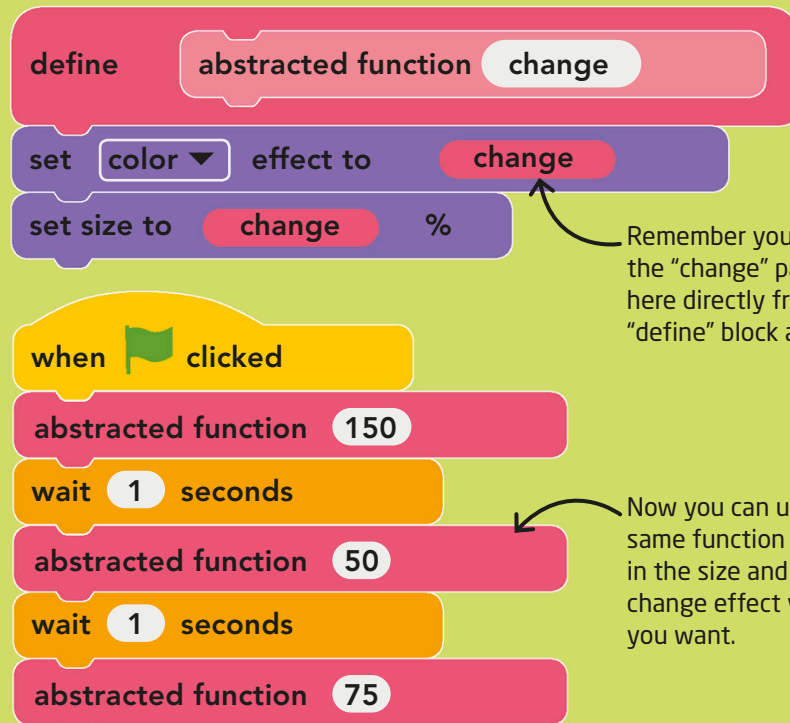 define abstracted function change
set color effect to change
set size to change %
Remember you
the “change”
here directly
“define” block
when clicked
abstracted function 150
wait 1 seconds
abstracted function 50
wait 1 seconds
abstracted function 75
Now you can
same function
in the size and
change effect
you want.